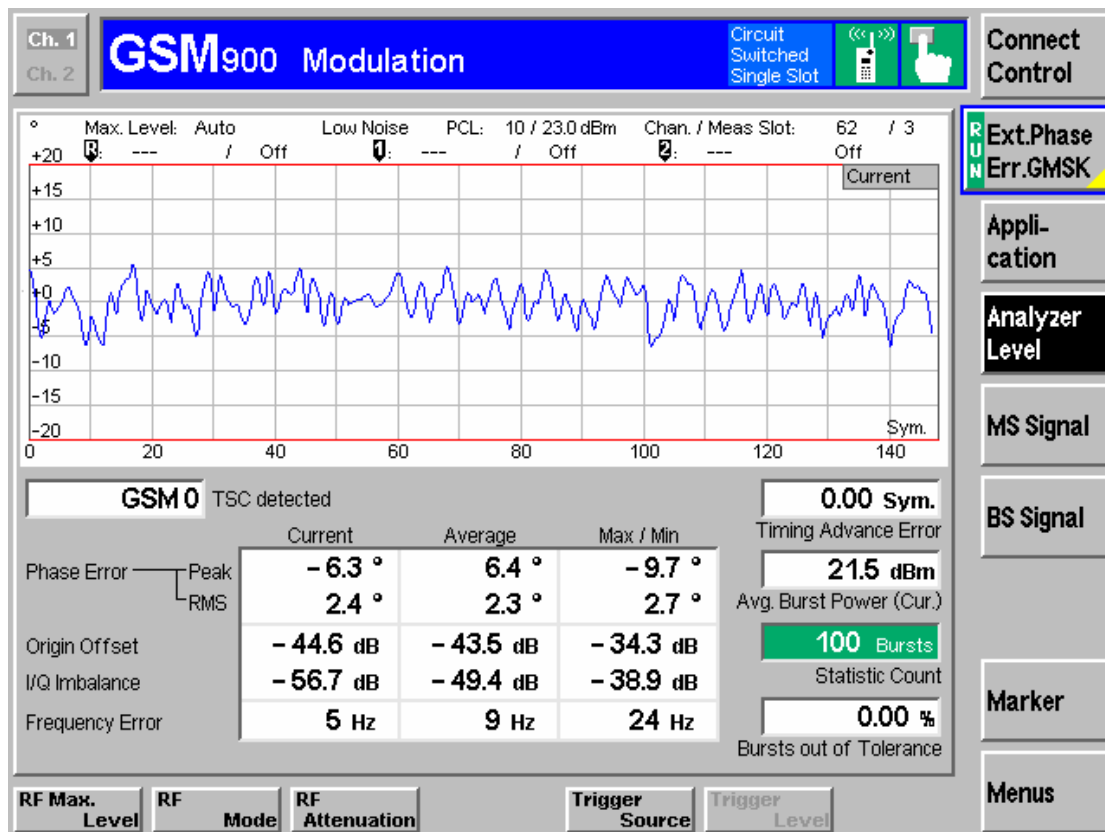 Ch. 1
Ch. 2
GSM900 Modulation
Circuit
Switched
Single Slot
Connect
Control
° Max. Level: Auto Low Noise PCL: 10 / 23.0 dBm Chan. / Meas Slot: 62 / 3
R: --- / Off 1: --- / Off 2: --- Off
Current
+20
+15
+10
+5
+0
-5
-10
-15
-20
Sym.
0 20 40 60 80 100 120 140
RUN
Ext.Phase
Err.GMSK
Appli-
cation
Analyzer
Level
MS Signal
BS Signal
Marker
Menus
GSM 0 TSC detected
Current Average Max / Min
Phase Error Peak - 6.3 ° 6.4 ° - 9.7 °
RMS 2.4 ° 2.3 ° 2.7 °
Origin Offset - 44.6 dB - 43.5 dB - 34.3 dB
I/Q Imbalance - 56.7 dB - 49.4 dB - 38.9 dB
Frequency Error 5 Hz 9 Hz 24 Hz
0.00 Sym.
Timing Advance Error
21.5 dBm
Avg. Burst Power (Cur.)
100 Bursts
Statistic Count
0.00 %
Bursts out of Tolerance
RF Max.
Level
RF
Mode
RF
Attenuation
Trigger
Source
Trigger
Level